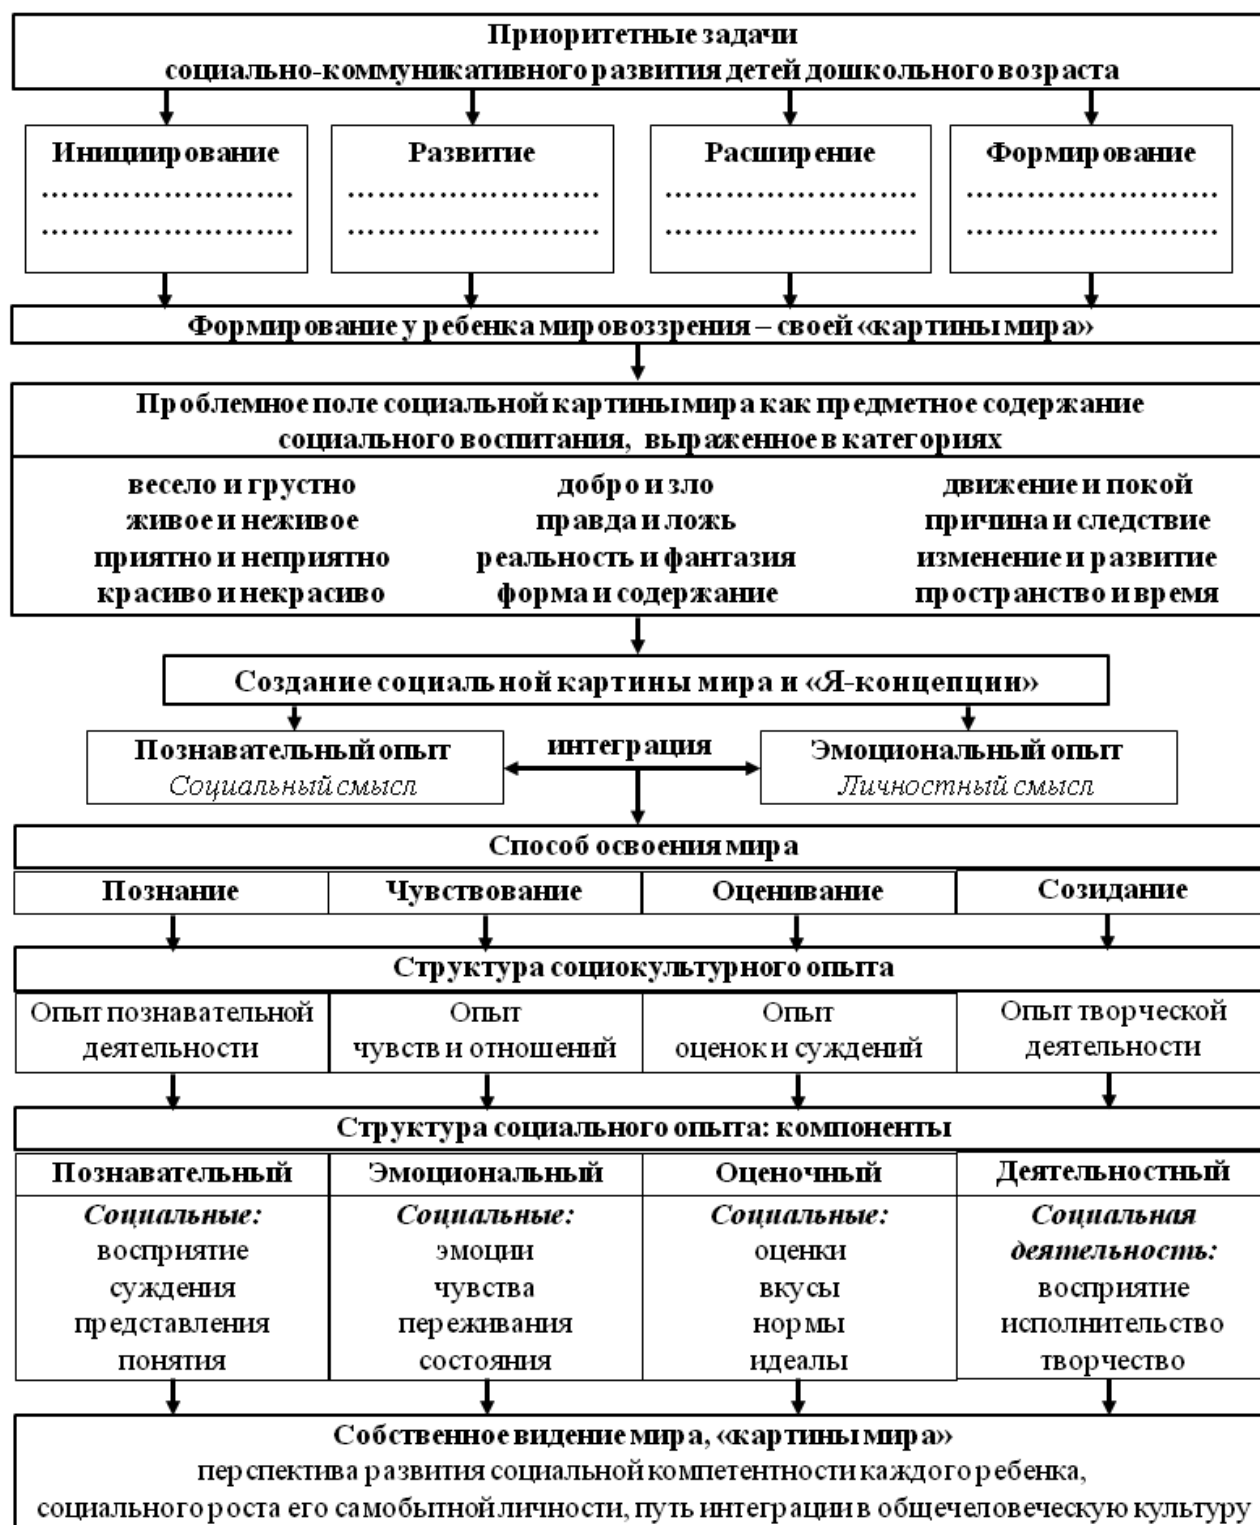 Приоритетные задачи
социально-коммуникативного развития детей дошкольного возраста
Инициирование
……………………….
……………………….
Развитие
……………………….
……………………….
Расширение
……………………….
……………………….
Формирование
……………………….
……………………….
Формирование у ребенка мировоззрения – своей «картины мира»
Проблемное поле социальной картины мира как предметное содержание
социального воспитания, выраженное в категориях
весело и грустно
живое и неживое
приятно и неприятно
красиво и некрасиво
добро и зло
правда и ложь
реальность и фантазия
форма и содержание
движение и покой
причина и следствие
изменение и развитие
пространство и время
Создание социальной картины мира и «Я-концепции»
Познавательный опыт
Социальный смысл
интеграция
Эмоциональный опыт
Личностный смысл
Способ освоения мира
Познание
Чувствование
Оценивание
Созидание
Структура социокультурного опыта
Опыт познавательной
деятельности
Опыт
чувств и отношений
Опыт
оценок и суждений
Опыт творческой
деятельности
Структура социального опыта: компоненты
Познавательный
Социальные:
восприятие
суждения
представления
понятия
Эмоциональный
Социальные:
эмоции
чувства
переживания
состояния
Оценочный
Социальные:
оценки
вкусы
нормы
идеалы
Деятельностный
Социальная
деятельность:
восприятие
исполнительство
творчество
Собственное видение мира, «картины мира»
перспектива развития социальной компетентности каждого ребенка,
социального роста его самобытной личности, путь интеграции в общечеловеческую культуру